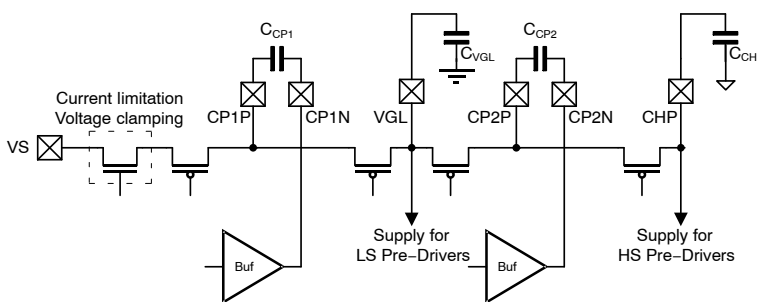 C_CP1
C_VGL
C_CP2
C_CH
Current limitation
Voltage clamping
CP1P
CP1N
VGL
CP2P
CP2N
CHP
VS
Supply for
LS Pre−Drivers
Supply for
HS Pre−Drivers
Buf
Buf